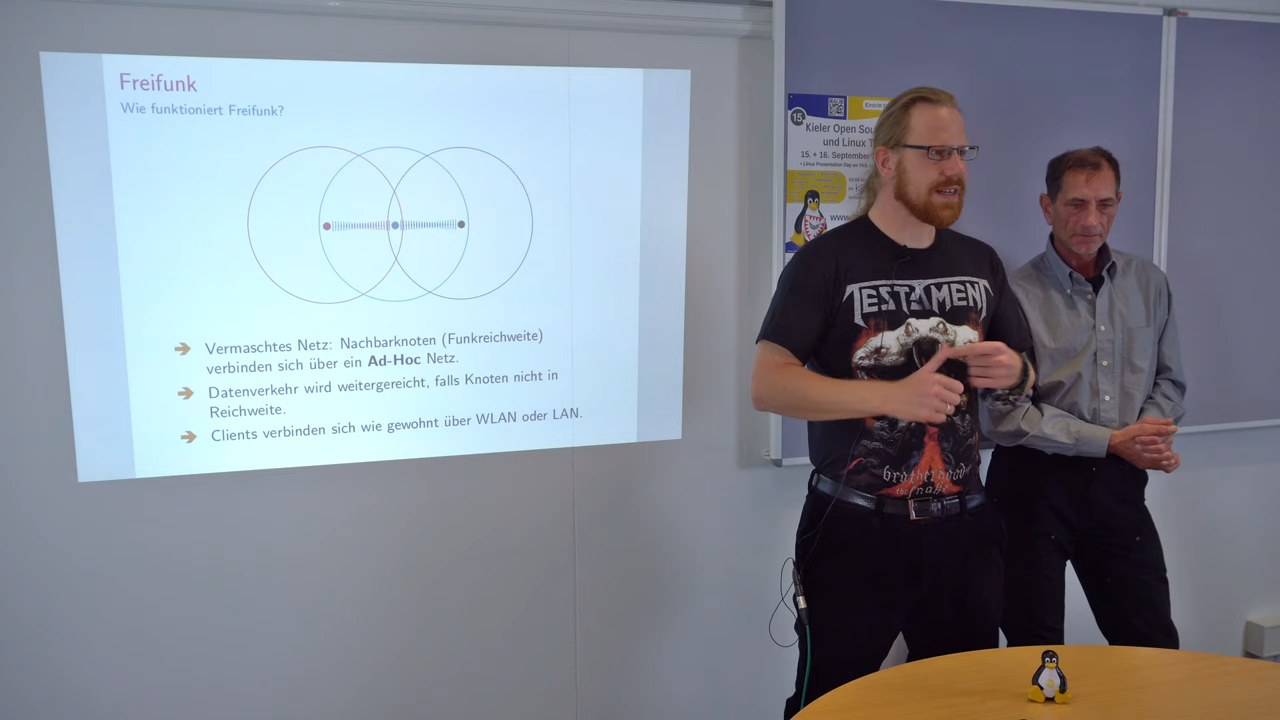 Freifunk
Wie funktioniert Freifunk?
Vermaschtes Netz: Nachbarknoten (Funkreichweite)
verbinden sich über ein Ad-Hoc Netz.
Datenverkehr wird weitergereicht, falls Knoten nicht in
Reichweite.
Clients verbinden sich wie gewohnt über WLAN oder LAN.
15.
Kieler Open
und Linux
15. + 16. September
TESTAMENT
brotherhood